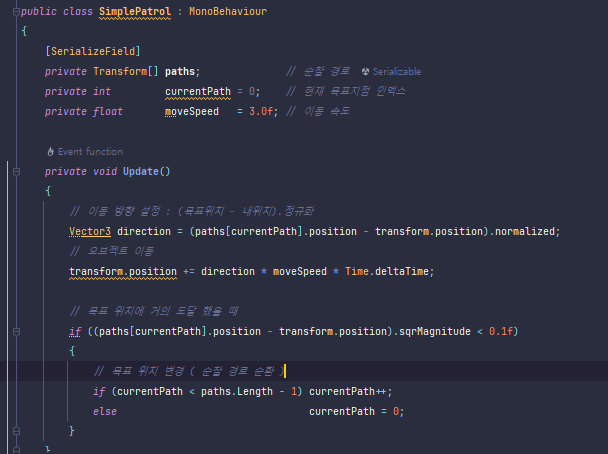 public class SimplePatrol : MonoBehaviour
{
[SerializeField]
private Transform[] paths; // 순찰 경로 Serializable
private int currentPath = 0; // 현재 목표지점 인덱스
private float moveSpeed = 3.0f; // 이동 속도
Event function
private void Update()
{
// 이동 방향 설정 : (목표위치 - 내위치).정규화
Vector3 direction = (paths[currentPath].position - transform.position).normalized;
// 오브젝트 이동
transform.position += direction * moveSpeed * Time.deltaTime;
// 목표 위치에 거의 도달 했을 때
if ((paths[currentPath].position - transform.position).sqrMagnitude < 0.1f)
{
// 목표 위치 변경 ( 순찰 경로 순환 )
if (currentPath < paths.Length - 1) currentPath++;
else currentPath = 0;
}
}